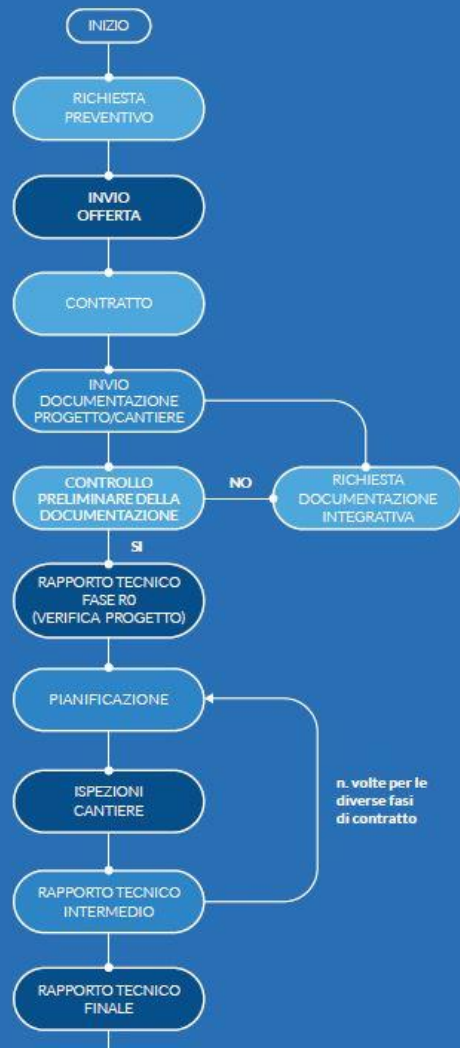 INIZIO
RICHIESTA
PREVENTIVO
INVIO
OFFERTA
CONTRATTO
INVIO
DOCUMENTAZIONE
PROGETTO/CANTIERE
CONTROLLO
PRELIMINARE DELLA
DOCUMENTAZIONE
NO
RICHIESTA
DOCUMENTAZIONE
INTEGRATIVA
SI
RAPPORTO TECNICO
FASE R0
(VERIFICA PROGETTO)
PIANIFICAZIONE
n. volte per le
diverse fasi
di contratto
ISPEZIONI
CANTIERE
RAPPORTO TECNICO
INTERMEDIO
RAPPORTO TECNICO
FINALE